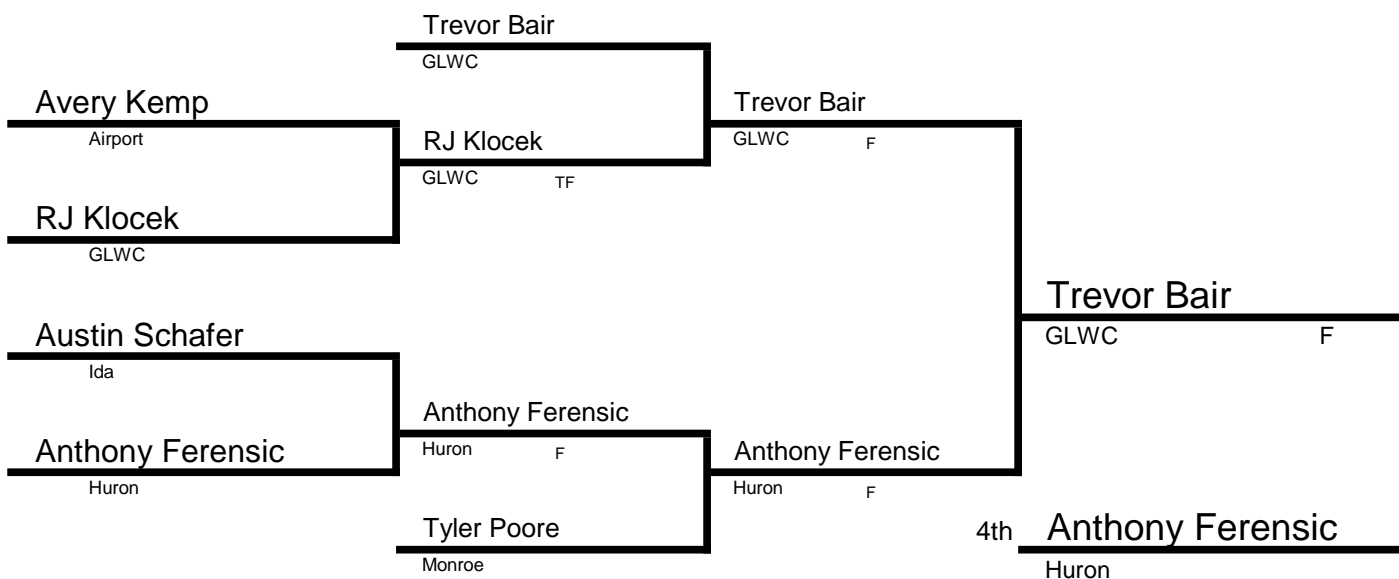 Trevor Bair
GLWC
Avery Kemp
Airport
Trevor Bair
GLWC F
RJ Klocek
GLWC TF
RJ Klocek
GLWC
Trevor Bair
GLWC F
Austin Schafer
Ida
Anthony Ferensic
Huron F
Anthony Ferensic
Huron
Anthony Ferensic
Huron F
Tyler Poore
Monroe
4th Anthony Ferensic
Huron